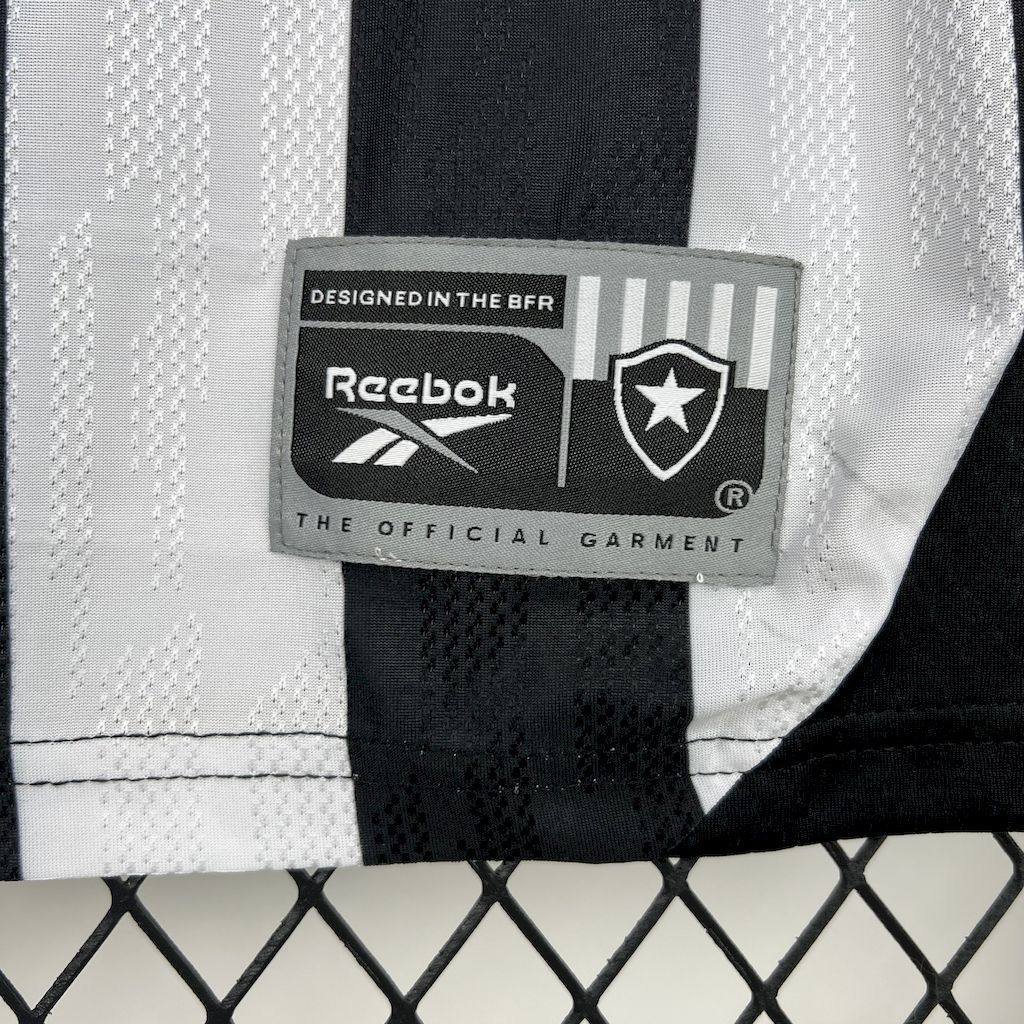 DESIGNED IN THE BFR
Reebok
®
THE OFFICIAL GARMENT